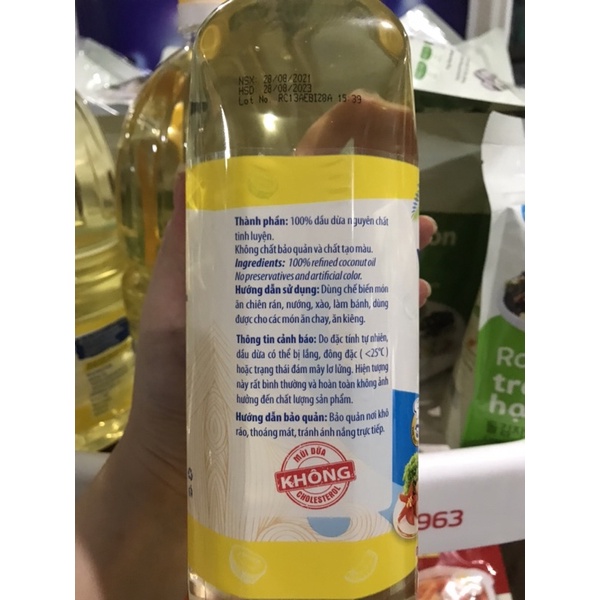 NSX 28/08/2021
HSD 28/08/2023
Lot No. RC13AEBI28A 15:39
Thành phần: 100% dầu dừa nguyên chất
tinh luyện.
Không chất bảo quản và chất tạo màu.
Ingredients: 100% refined coconut oil
No preservatives and artificial color.
Hướng dẫn sử dụng: Dùng chế biến món
ăn chiên rán, nướng, xào, làm bánh, dùng
được cho các món ăn chay, ăn kiêng.
Thông tin cảnh báo: Do đặc tính tự nhiên,
dầu dừa có thể bị lắng, đông đặc ( <25°C )
hoặc trạng thái đám mây lơ lửng. Hiện tượng
này rất bình thường và hoàn toàn không ảnh
hưởng đến chất lượng sản phẩm.
Hướng dẫn bảo quản: Bảo quản nơi khô
ráo, thoáng mát, tránh ánh nắng trực tiếp.
MÙI DỪA
KHÔNG
CHOLESTEROL
963